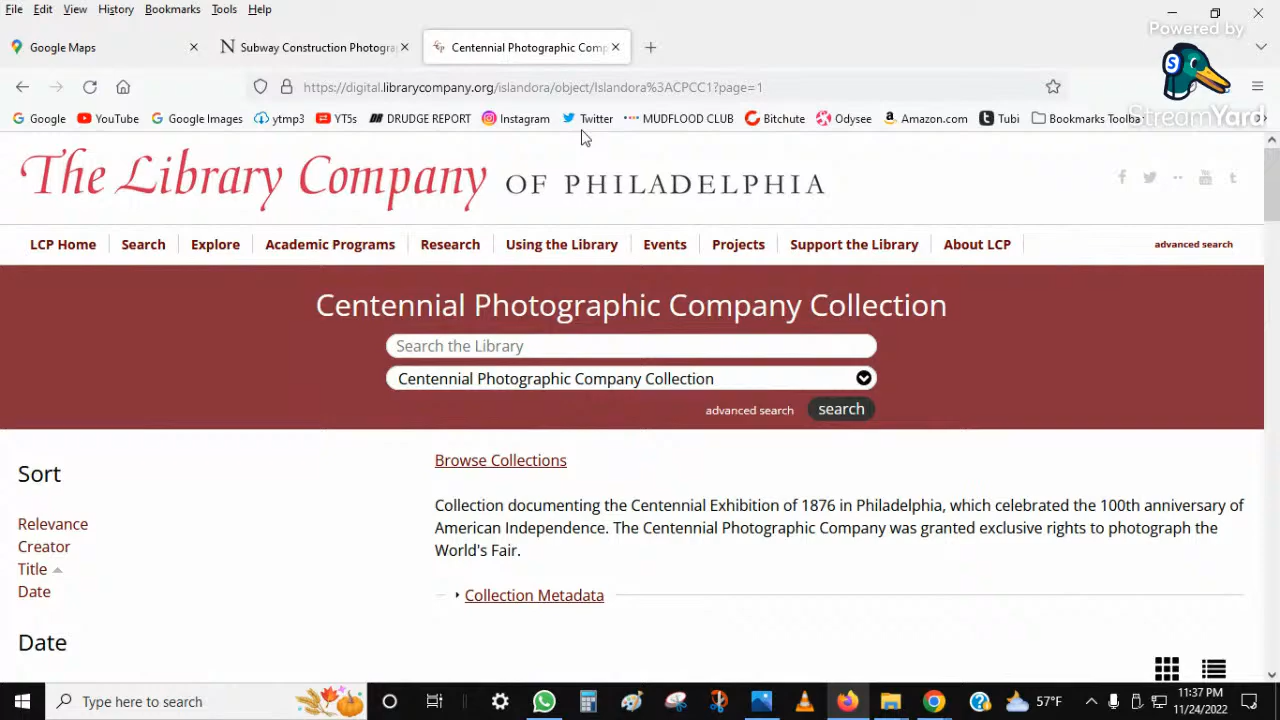 File Edit View History Bookmarks Tools Help
Powered by
Google Maps
Subway Construction Photogra
Centennial Photographic Comp
https://digital.librarycompany.org/islandora/object/Islandora%3ACPCC1?page=1
Google YouTube Google Images ytmp3 YT5s DRUDGE REPORT Instagram Twitter MUDFLOOD CLUB Bitchute Odysee Amazon.com Tubi Bookmarks Toolba
StreamYard
The Library Company OF PHILADELPHIA
LCP Home Search Explore Academic Programs Research Using the Library Events Projects Support the Library About LCP advanced search
Centennial Photographic Company Collection
Search the Library
Centennial Photographic Company Collection
advanced search search
Sort
Relevance
Creator
Title
Date
Date
Browse Collections
Collection documenting the Centennial Exhibition of 1876 in Philadelphia, which celebrated the 100th anniversary of
American Independence. The Centennial Photographic Company was granted exclusive rights to photograph the
World's Fair.
Collection Metadata
Type here to search
57°F
11:37 PM
11/24/2022